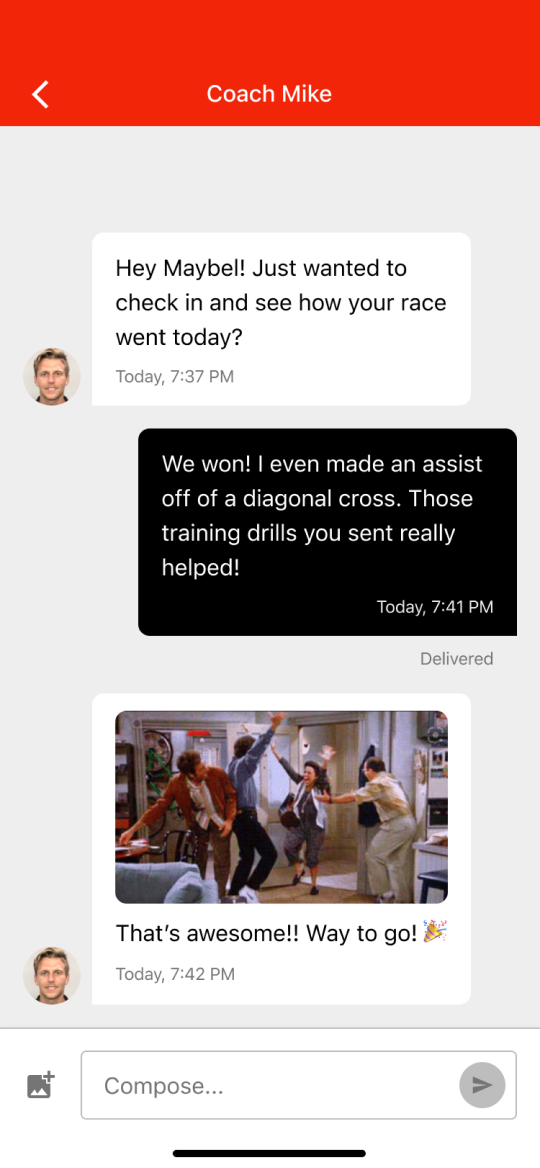 Coach Mike
Hey Maybel! Just wanted to
check in and see how your race
went today?
Today, 7:37 PM
We won! I even made an assist
off of a diagonal cross. Those
training drills you sent really
helped!
Today, 7:41 PM
Delivered
That's awesome!! Way to go! 🎉
Today, 7:42 PM
Compose...